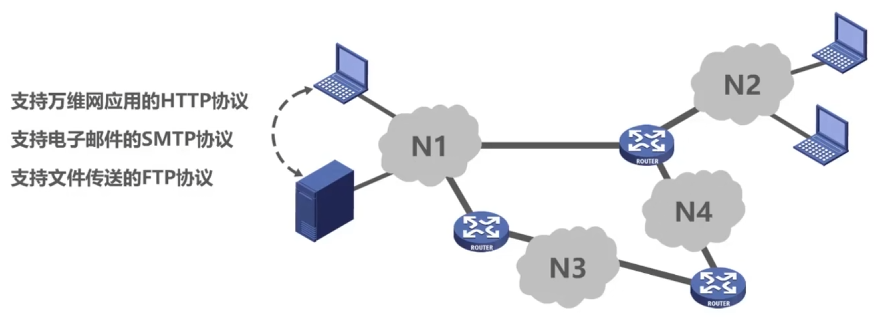 支持万维网应用的HTTP协议
支持电子邮件的SMTP协议
支持文件传送的FTP协议
N1
N2
ROUTER
N4
ROUTER
N3
ROUTER